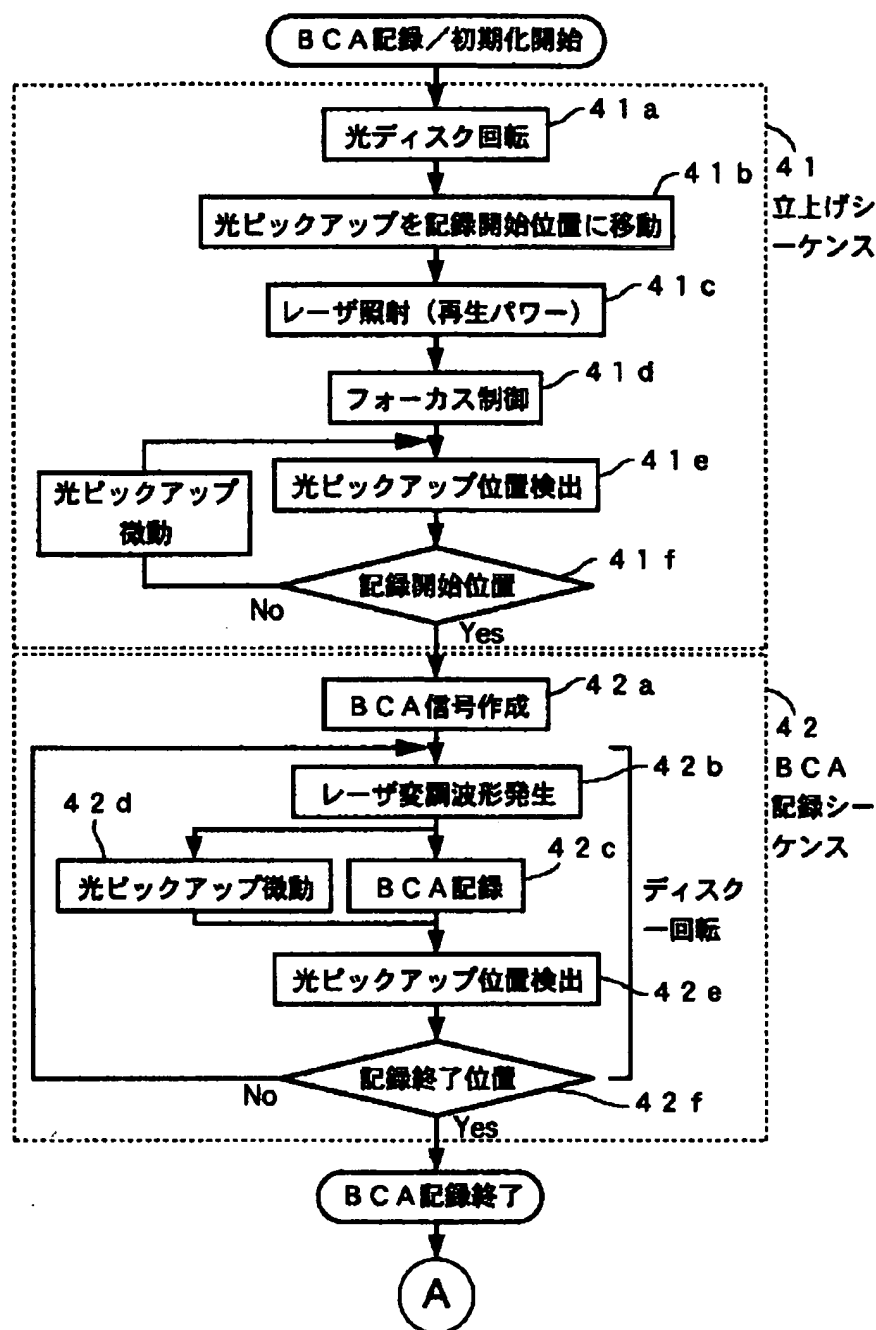 BCA記録／初期化開始
41a
光ディスク回転
41
立上げシ
ーケンス
41b
光ピックアップを記録開始位置に移動
41c
レーザ照射（再生パワー）
41d
フォーカス制御
41e
光ピックアップ位置検出
光ピックアップ
微動
41f
記録開始位置
No
Yes
42a
BCA信号作成
42
BCA
記録シー
ケンス
42b
レーザ変調波形発生
42d
光ピックアップ微動
42c
BCA記録
ディスク
一回転
光ピックアップ位置検出
42e
記録終了位置
No
42f
Yes
BCA記録終了
A